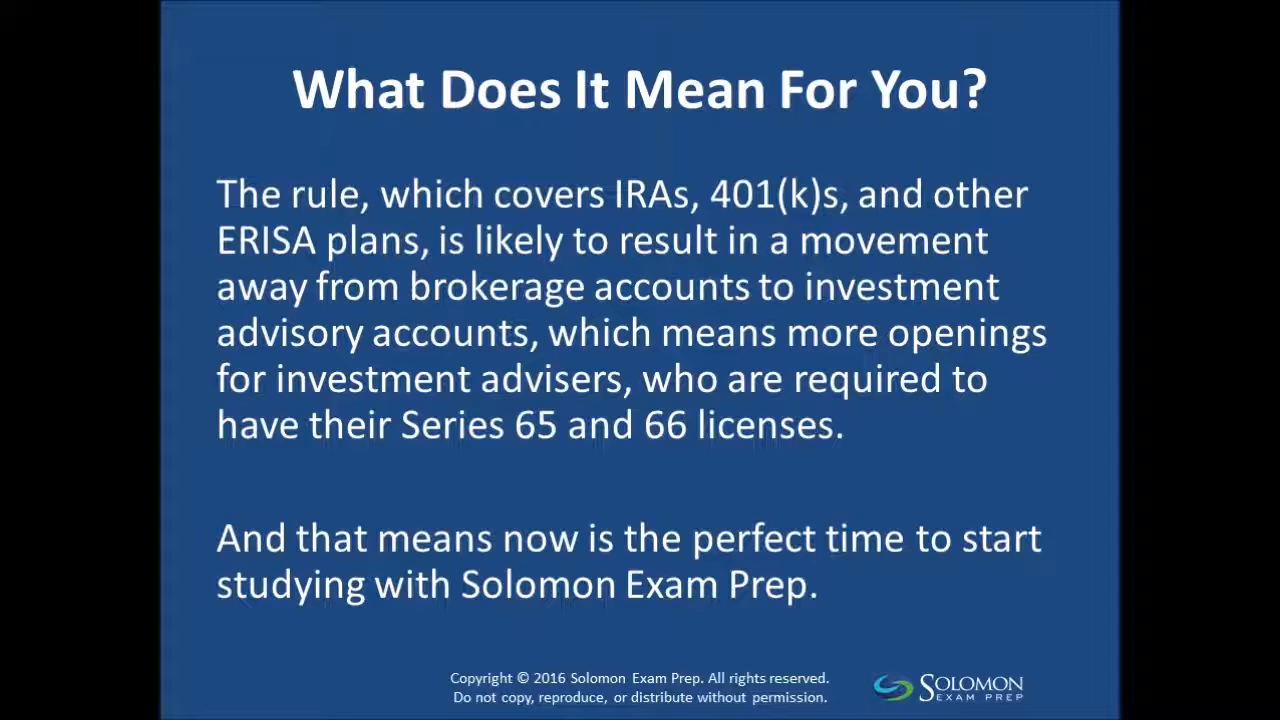 What Does It Mean For You?
The rule, which covers IRAs, 401(k)s, and other
ERISA plans, is likely to result in a movement
away from brokerage accounts to investment
advisory accounts, which means more openings
for investment advisers, who are required to
have their Series 65 and 66 licenses.
And that means now is the perfect time to start
studying with Solomon Exam Prep.
Copyright © 2016 Solomon Exam Prep. All rights reserved.
Do not copy, reproduce, or distribute without permission.
SOLOMON
EXAM PREP